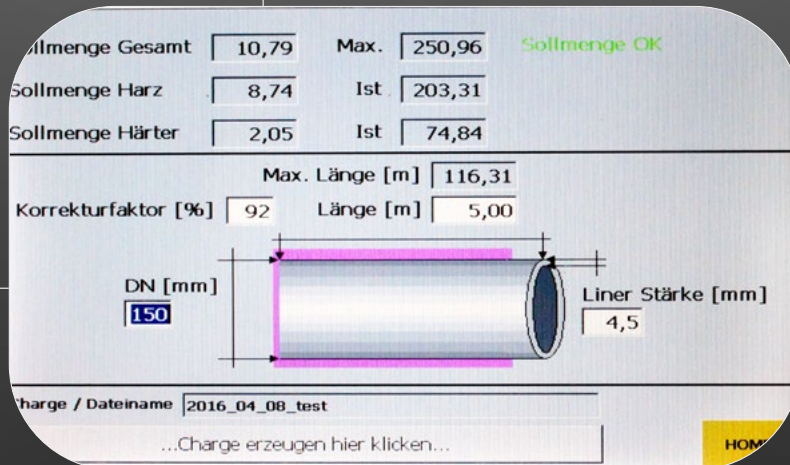 ollmenge Gesamt 10,79 Max. 250,96 Sollmenge OK
Sollmenge Harz 8,74 Ist 203,31
Sollmenge Härter 2,05 Ist 74,84
Max. Länge [m] 116,31
Korrekturfaktor [%] 92 Länge [m] 5,00
DN [mm]
150
Liner Stärke [mm]
4,5
harge / Dateiname 2016_04_08_test
...Charge erzeugen hier klicken...
HOM